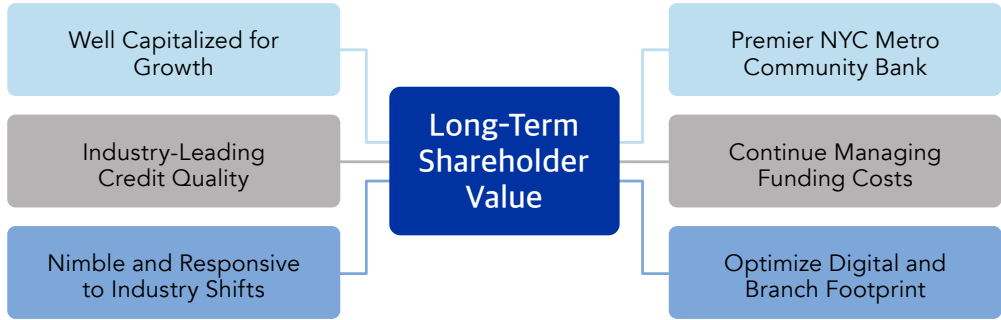 Well Capitalized for
Growth
Industry-Leading
Credit Quality
Nimble and Responsive
to Industry Shifts
Long-Term
Shareholder
Value
Premier NYC Metro
Community Bank
Continue Managing
Funding Costs
Optimize Digital and
Branch Footprint